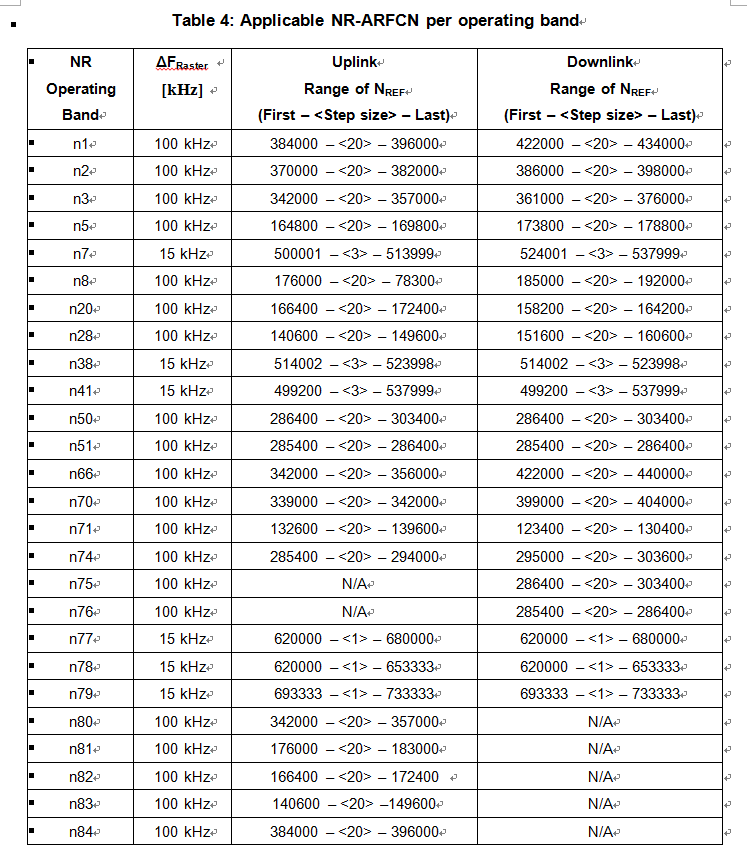 Table 4: Applicable NR-ARFCN per operating band
NR Operating Band ΔFRaster [kHz] Uplink Range of NREF (First – <Step size> – Last) Downlink Range of NREF (First – <Step size> – Last)
n1 100 kHz 384000 – <20> – 396000 422000 – <20> – 434000
n2 100 kHz 370000 – <20> – 382000 386000 – <20> – 398000
n3 100 kHz 342000 – <20> – 357000 361000 – <20> – 376000
n5 100 kHz 164800 – <20> – 169800 173800 – <20> – 178800
n7 15 kHz 500001 – <3> – 513999 524001 – <3> – 537999
n8 100 kHz 176000 – <20> – 78300 185000 – <20> – 192000
n20 100 kHz 166400 – <20> – 172400 158200 – <20> – 164200
n28 100 kHz 140600 – <20> – 149600 151600 – <20> – 160600
n38 15 kHz 514002 – <3> – 523998 514002 – <3> – 523998
n41 15 kHz 499200 – <3> – 537999 499200 – <3> – 537999
n50 100 kHz 286400 – <20> – 303400 286400 – <20> – 303400
n51 100 kHz 285400 – <20> – 286400 285400 – <20> – 286400
n66 100 kHz 342000 – <20> – 356000 422000 – <20> – 440000
n70 100 kHz 339000 – <20> – 342000 399000 – <20> – 404000
n71 100 kHz 132600 – <20> – 139600 123400 – <20> – 130400
n74 100 kHz 285400 – <20> – 294000 295000 – <20> – 303600
n75 100 kHz N/A 286400 – <20> – 303400
n76 100 kHz N/A 285400 – <20> – 286400
n77 15 kHz 620000 – <1> – 680000 620000 – <1> – 680000
n78 15 kHz 620000 – <1> – 653333 620000 – <1> – 653333
n79 15 kHz 693333 – <1> – 733333 693333 – <1> – 733333
n80 100 kHz 342000 – <20> – 357000 N/A
n81 100 kHz 176000 – <20> – 183000 N/A
n82 100 kHz 166400 – <20> – 172400 N/A
n83 100 kHz 140600 – <20> –149600 N/A
n84 100 kHz 384000 – <20> – 396000 N/A